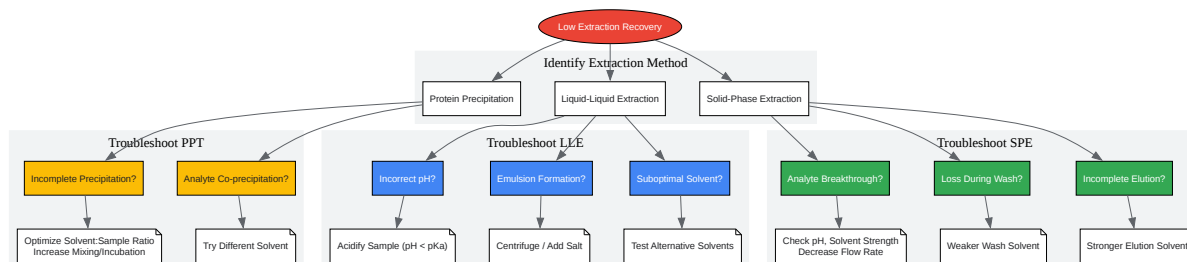 Low Extraction Recovery
Identify Extraction Method
Protein Precipitation
Liquid-Liquid Extraction
Solid-Phase Extraction
Troubleshoot PPT
Troubleshoot LLE
Troubleshoot SPE
Incomplete Precipitation?
Analyte Co-precipitation?
Incorrect pH?
Emulsion Formation?
Suboptimal Solvent?
Analyte Breakthrough?
Loss During Wash?
Incomplete Elution?
Optimize Solvent:Sample Ratio
Increase Mixing/Incubation
Try Different Solvent
Acidify Sample (pH < pKa)
Centrifuge / Add Salt
Test Alternative Solvents
Check pH, Solvent Strength
Decrease Flow Rate
Weaker Wash Solvent
Stronger Elution Solvent